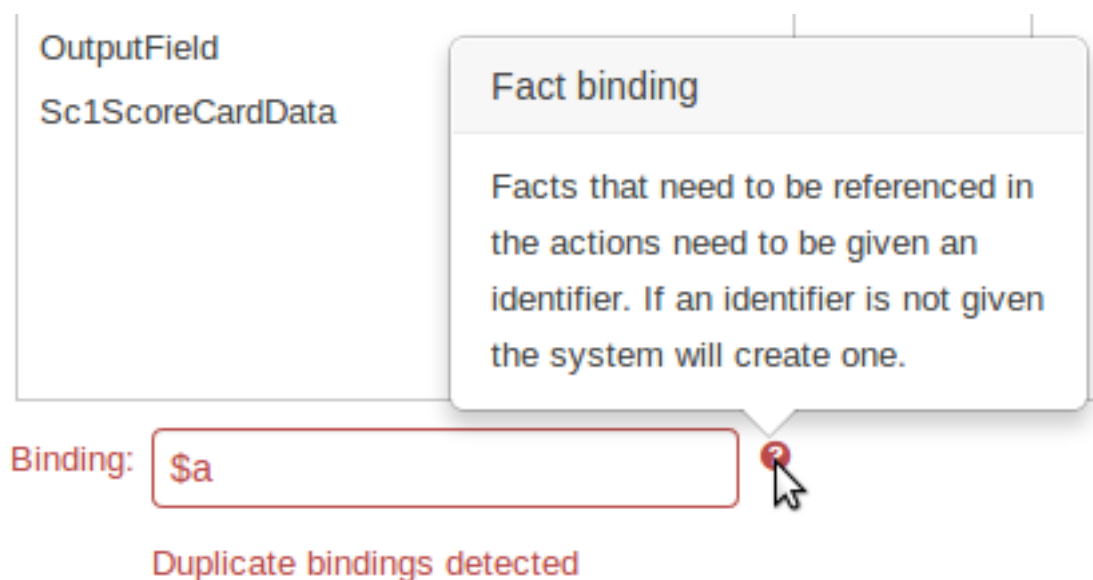 OutputField
Sc1ScoreCardData
Fact binding
Facts that need to be referenced in
the actions need to be given an
identifier. If an identifier is not given
the system will create one.
Binding:
$a
?
Duplicate bindings detected